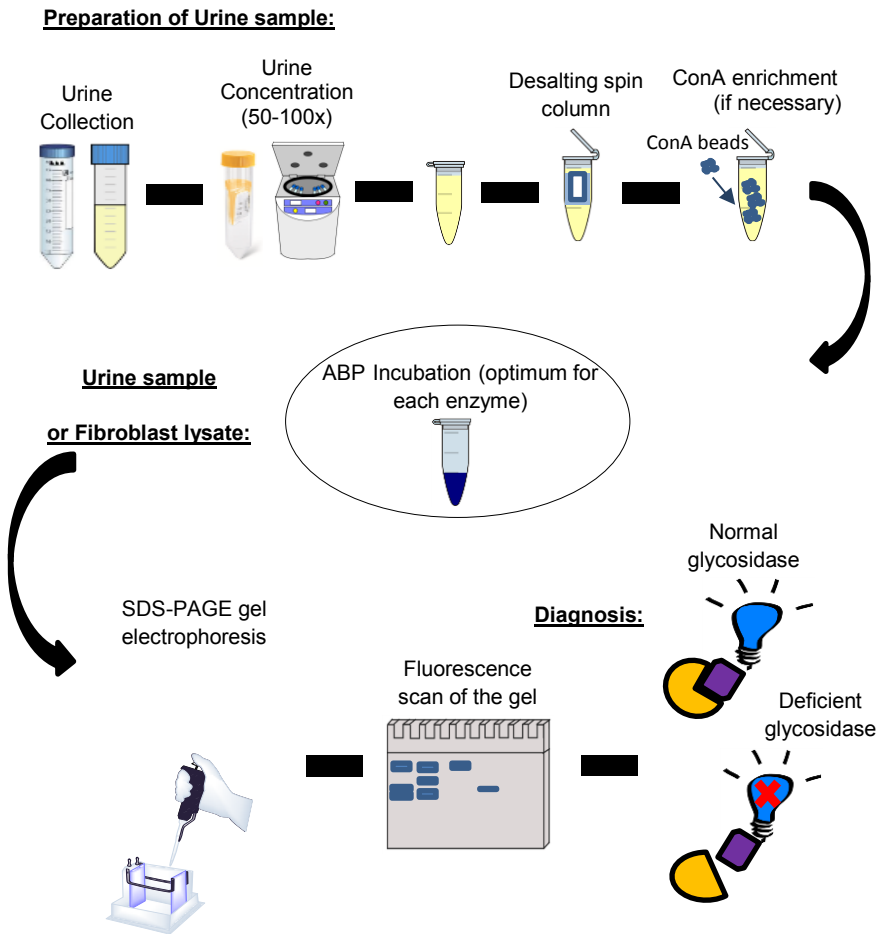 Preparation of Urine sample:
Urine
Collection
Urine
Concentration
(50-100x)
Desalting spin
column
ConA enrichment
(if necessary)
ConA beads
Urine sample
or Fibroblast lysate:
ABP Incubation (optimum for
each enzyme)
SDS-PAGE gel
electrophoresis
Fluorescence
scan of the gel
Diagnosis:
Normal
glycosidase
Deficient
glycosidase